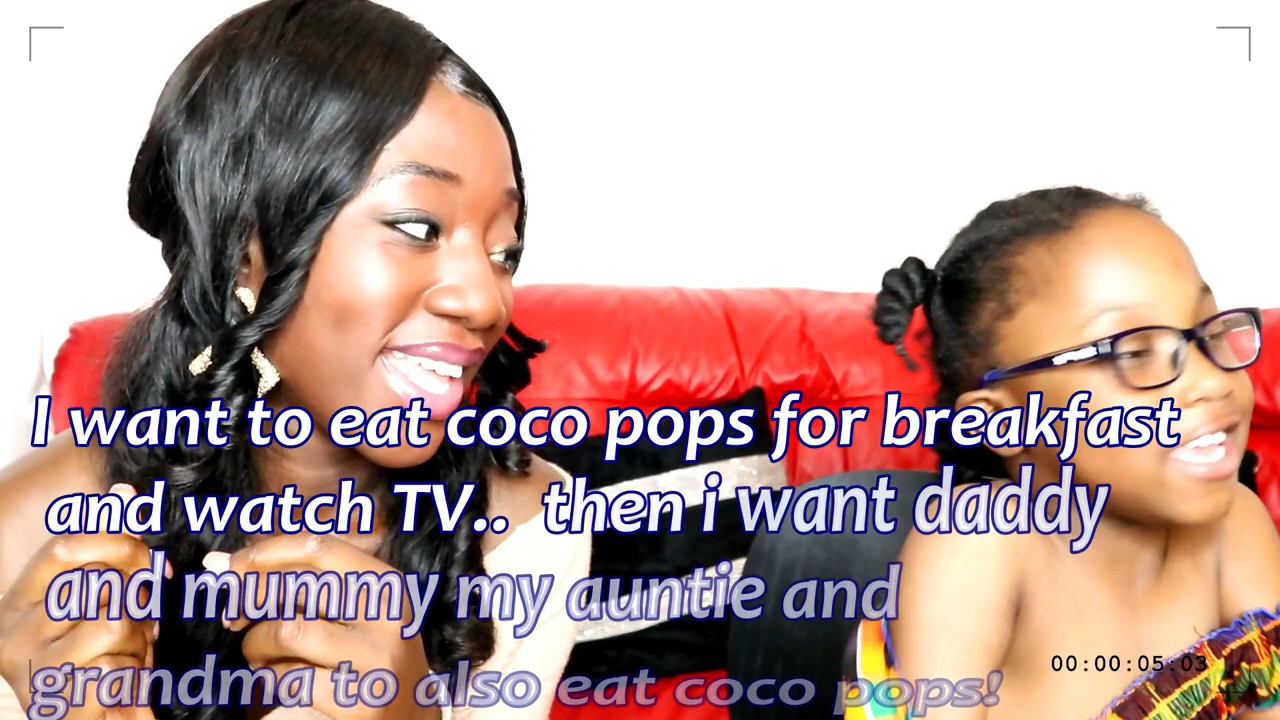 I want to eat coco pops for breakfast
and watch TV.. then i want daddy
and mummy my auntie and
grandma to also eat coco pops!
00:00:05:03